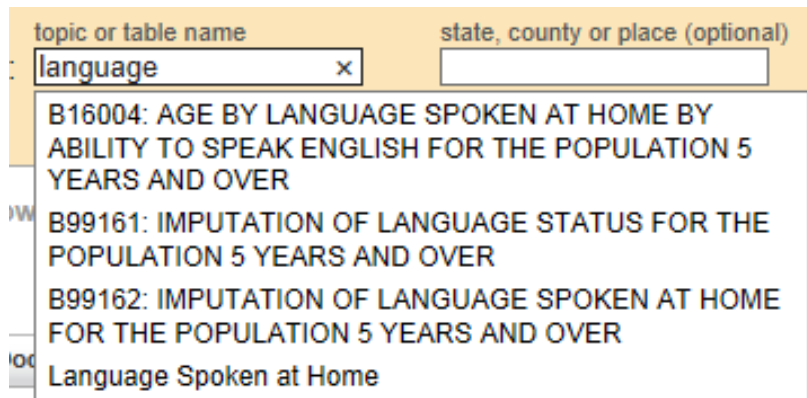 topic or table name
state, county or place (optional)
: language ×
B16004: AGE BY LANGUAGE SPOKEN AT HOME BY
ABILITY TO SPEAK ENGLISH FOR THE POPULATION 5
YEARS AND OVER
B99161: IMPUTATION OF LANGUAGE STATUS FOR THE
POPULATION 5 YEARS AND OVER
B99162: IMPUTATION OF LANGUAGE SPOKEN AT HOME
FOR THE POPULATION 5 YEARS AND OVER
Language Spoken at Home